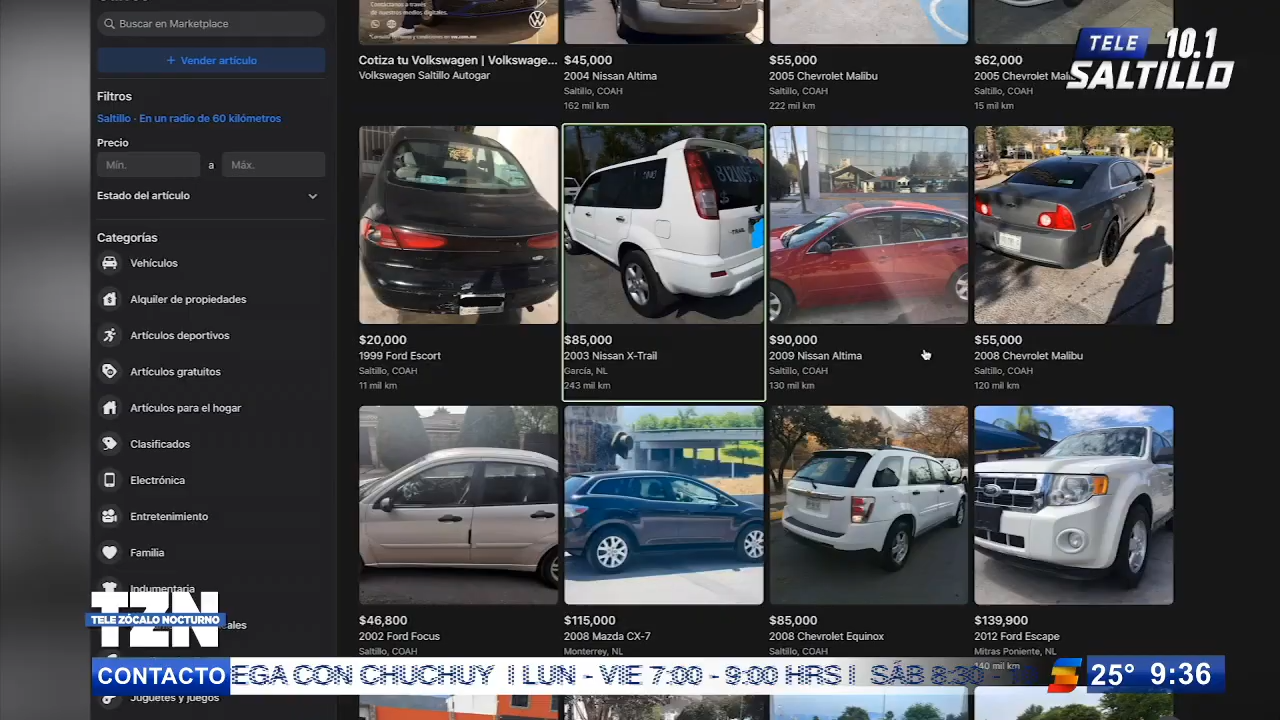 Buscar en Marketplace
+ Vender artículo
Filtros
Saltillo · En un radio de 60 kilómetros
Precio
Mín.
a
Máx.
Estado del artículo
Categorías
Vehículos
Alquiler de propiedades
Artículos deportivos
Artículos gratuitos
Artículos para el hogar
Clasificados
Electrónica
Entretenimiento
Familia
Indumentaria
Juguetes y juegos
Contáctanos a través
de nuestros medios digitales.
Cotiza tu Volkswagen | Volkswage...
Volkswagen Saltillo Autogar
$45,000
2004 Nissan Altima
Saltillo, COAH
162 mil km
$55,000
2005 Chevrolet Malibu
Saltillo, COAH
222 mil km
$62,000
2005 Chevrolet
Saltillo, COAH
15 mil km
$20,000
1999 Ford Escort
Saltillo, COAH
11 mil km
$85,000
2003 Nissan X-Trail
García, NL
243 mil km
$90,000
2009 Nissan Altima
Saltillo, COAH
130 mil km
$55,000
2008 Chevrolet Malibu
Saltillo, COAH
120 mil km
$46,800
2002 Ford Focus
Saltillo, COAH
$115,000
2008 Mazda CX-7
Monterrey, NL
$85,000
2008 Chevrolet Equinox
Saltillo, COAH
$139,900
2012 Ford Escape
Mitras Poniente, NL
140 mil km
TELE 10.1
SALTILLO
TZN
TELE ZÓCALO NOCTURNO
CONTACTO
EGA CON CHUCHUY | LUN - VIE 7:00 - 9:00 HRS | SÁB 8:30 -
25° 9:36